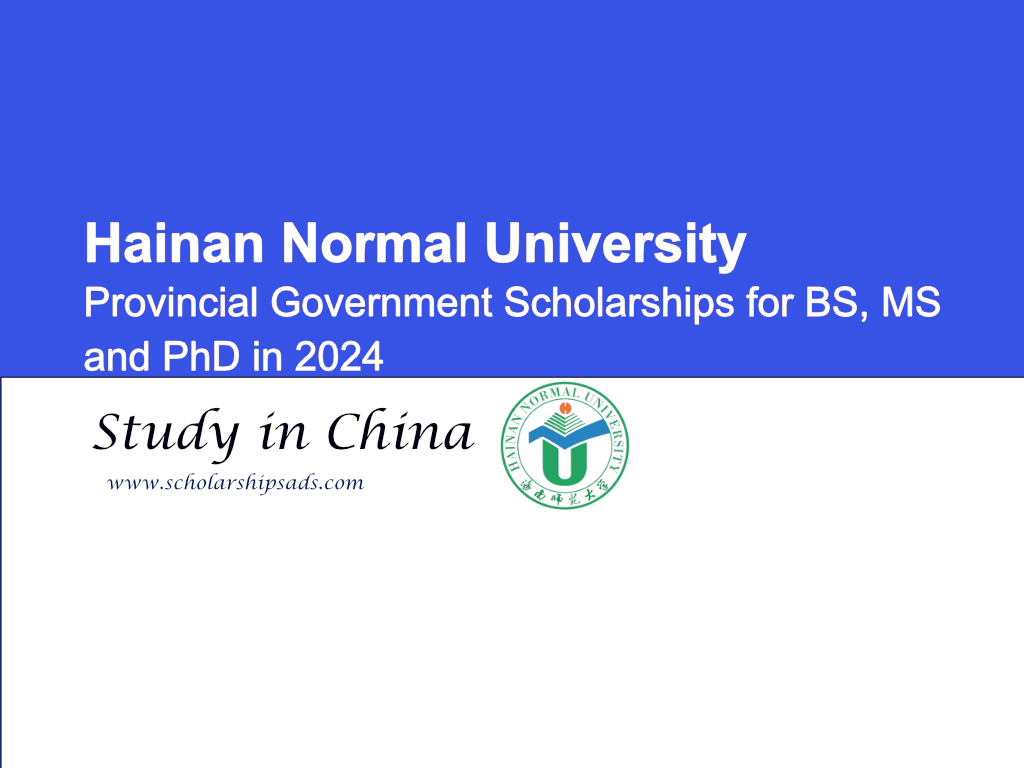 Hainan Normal University
Provincial Government Scholarships for BS, MS
and PhD in 2024
Study in China
www.scholarshipsads.com
HAINAN NORMAL UNIVERSITY
海南师范大学